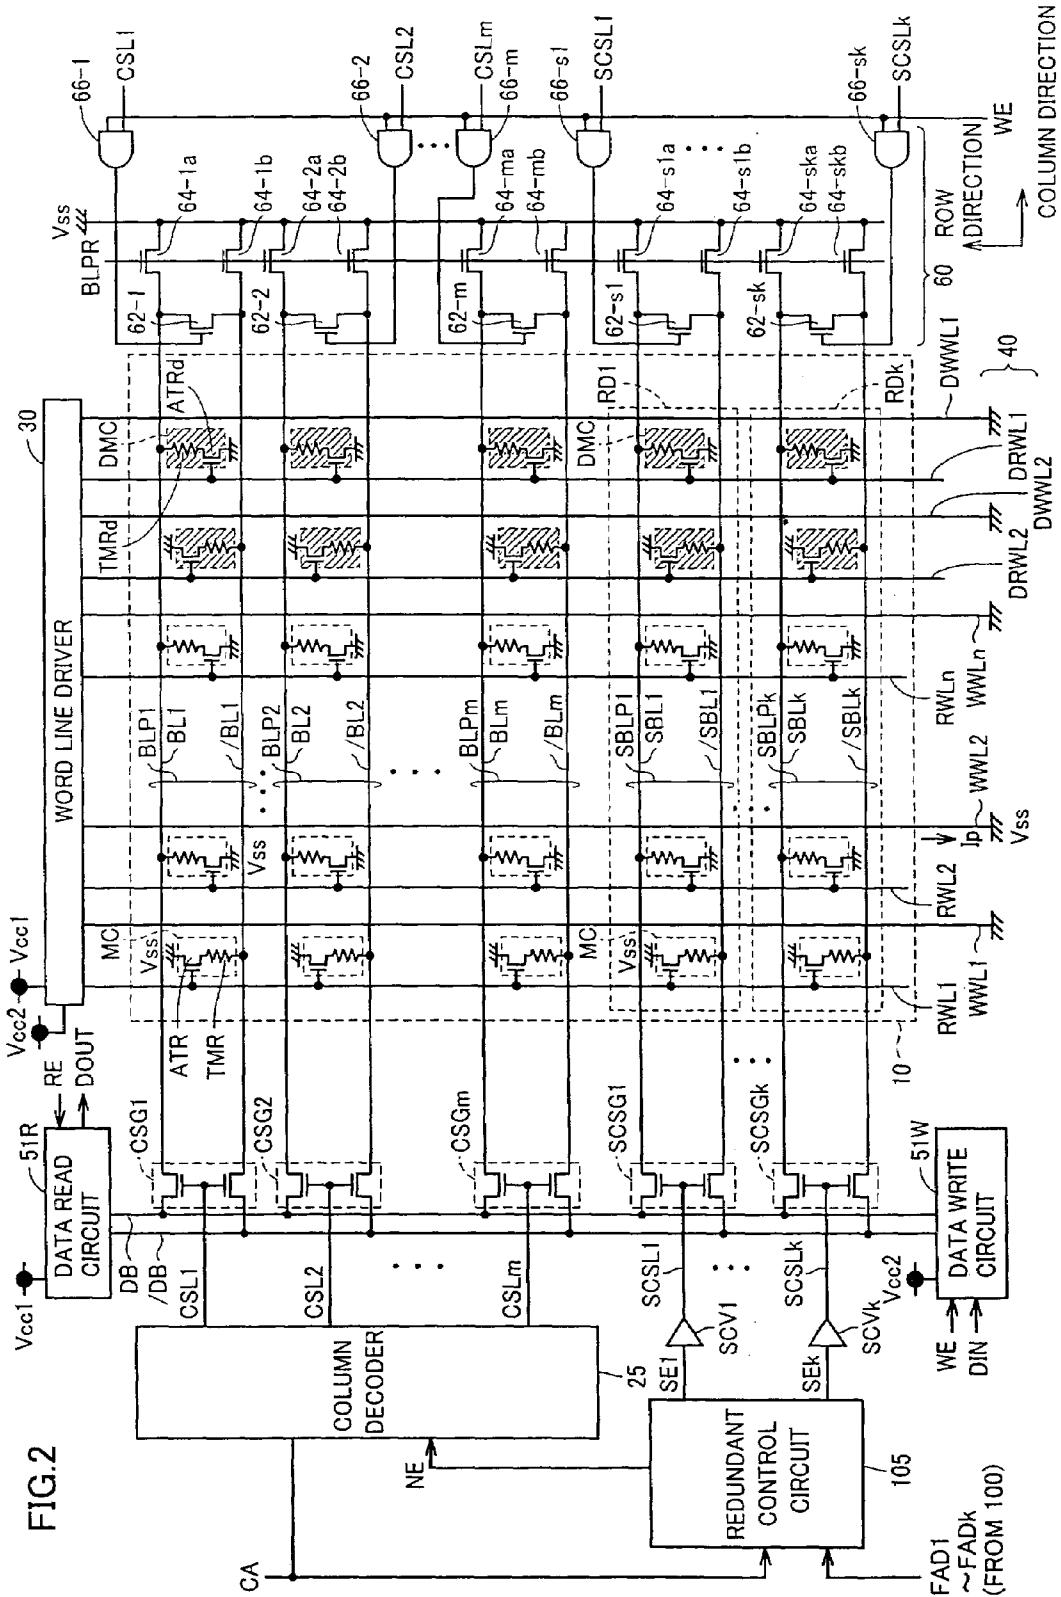 FIG.2
CA
FAD1
~FADk
(FROM 100)
REDUNDANT
CONTROL
CIRCUIT
105
NE
COLUMN
DECODER
25
SE1
SEk
SCV1
SCVk
CSL1
CSL2
CSLm
SCSL1
SCSLk
Vcc1
DATA READ
CIRCUIT
51R
RE
DOUT
DB
/DB
WE
DIN
Vcc2
DATA WRITE
CIRCUIT
51W
CSG1
CSG2
CSGm
SCSG1
SCSGk
10
Vcc2
Vcc1
WORD LINE DRIVER
30
ATR
TMR
MC
Vss
MC
Vss
RWL1
WWL1
Vss
RWL2
Ip
Vss
WWL2
BLP1
BL1
/BL1
BLP2
BL2
/BL2
BLPm
BLm
/BLm
SBLP1
SBL1
/SBL1
SBLPk
SBLk
/SBLk
RWLn
WWLn
TMRd
DMC
ATRd
DMC
RD1
RDk
DRWL2
DWWL2
DRWL1
DWWL1
40
BLPR
Vss
62-1
62-2
62-m
62-s1
62-sk
64-1a
64-1b
64-2a
64-2b
64-ma
64-mb
64-s1a
64-s1b
64-ska
64-skb
60
66-1
CSL1
66-2
CSL2
CSLm
66-m
66-s1
SCSL1
66-sk
SCSLk
WE
ROW
DIRECTION
COLUMN DIRECTION